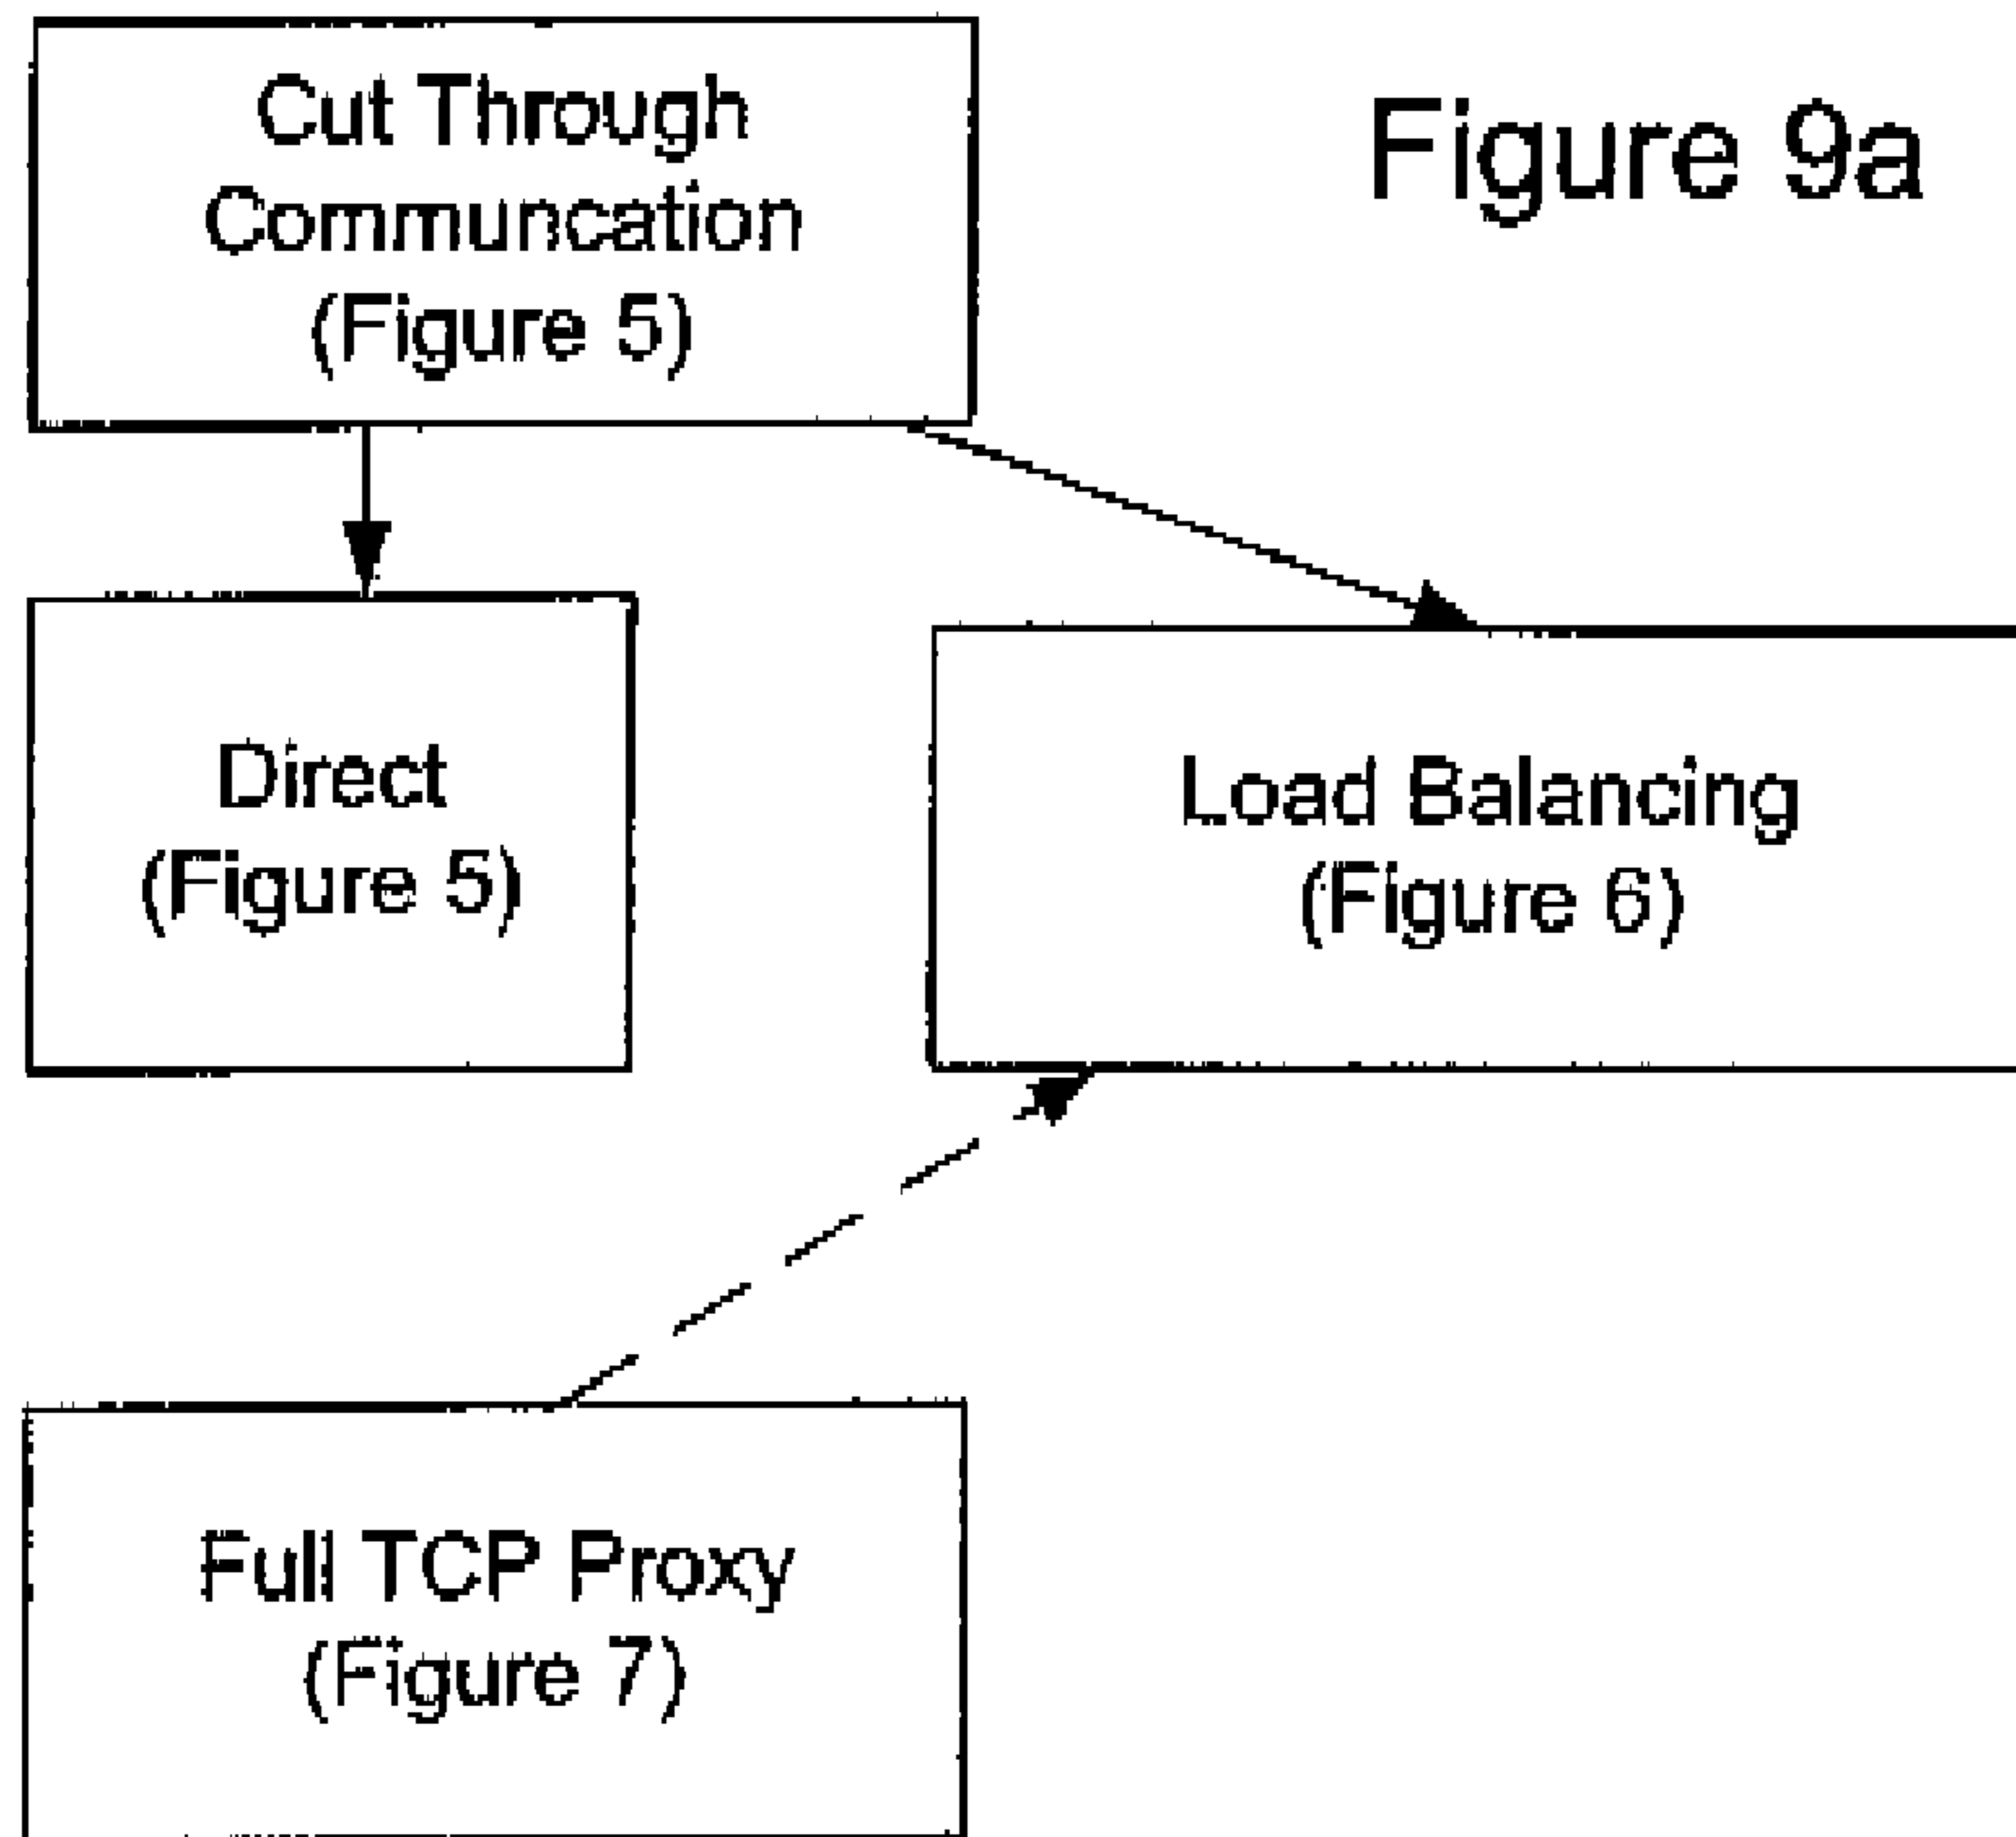 Cut Through
Communcation
(Figure 5)
Figure 9a
Direct
(Figure 5)
Load Balancing
(Figure 6)
Full TCP Proxy
(Figure 7)